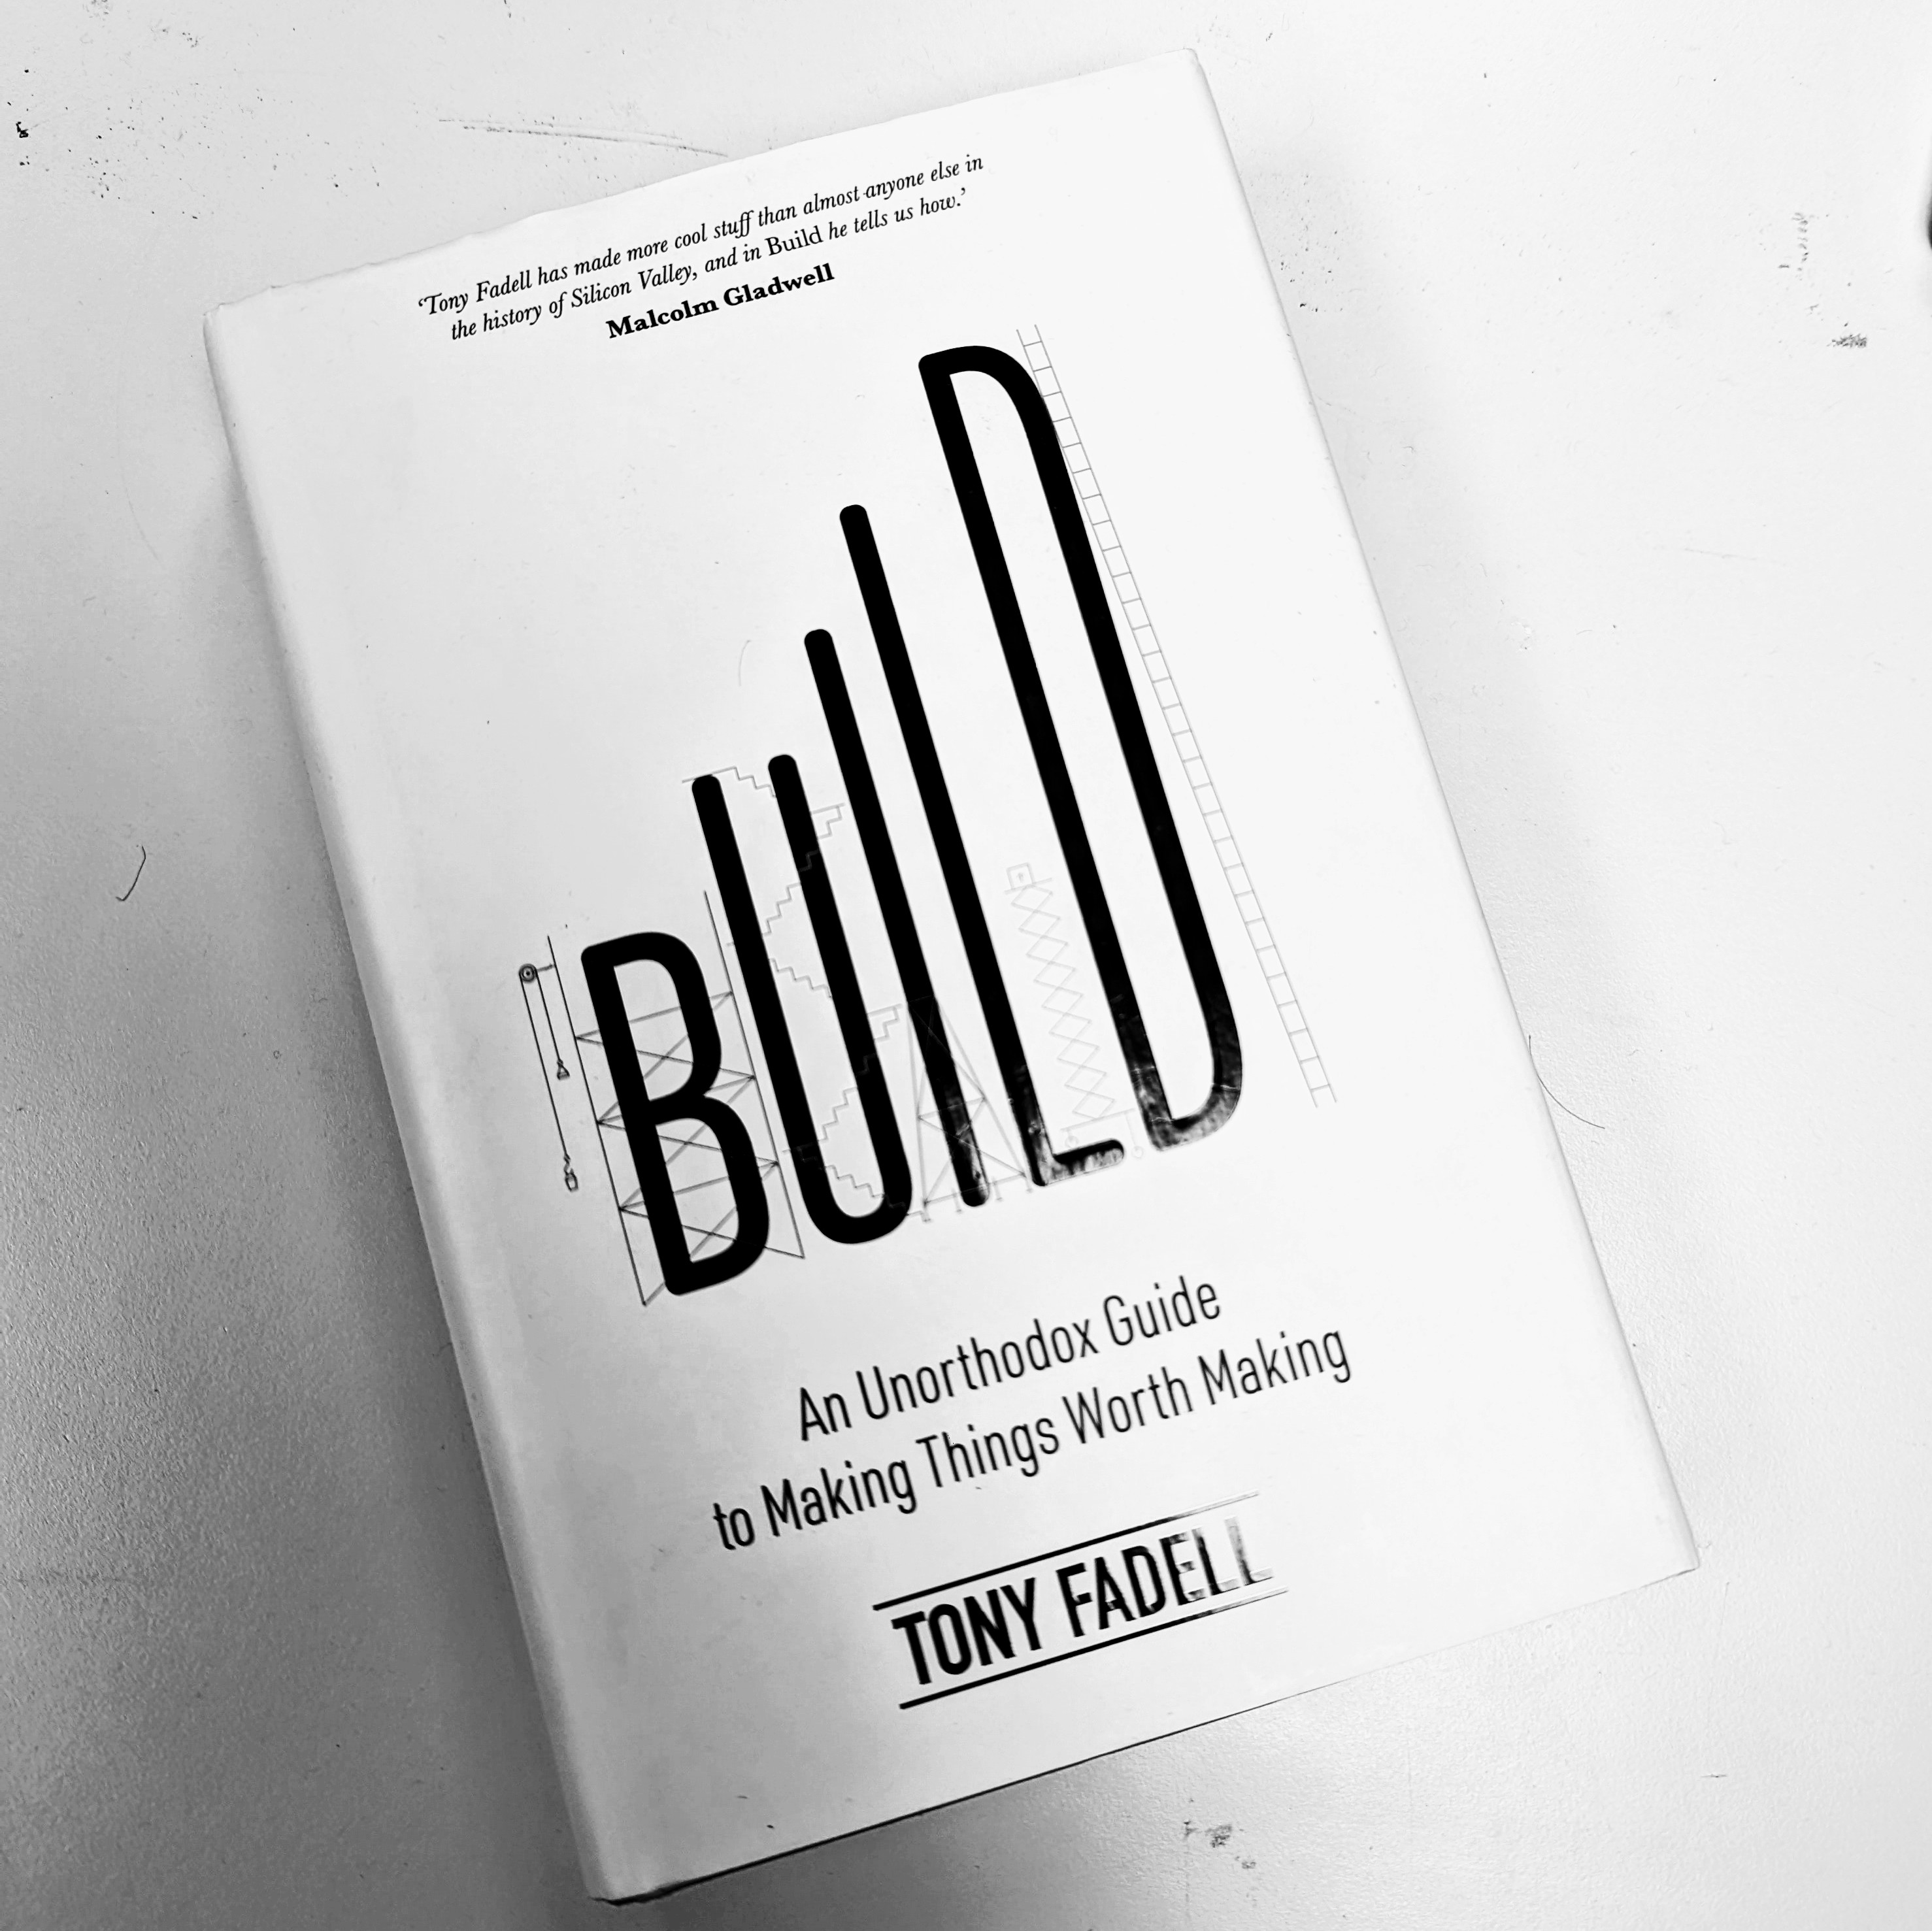 ‘Tony Fadell has made more cool stuff than almost anyone else in
the history of Silicon Valley, and in Build he tells us how.’
Malcolm Gladwell
BUILD
An Unorthodox Guide
to Making Things Worth Making
TONY FADELL